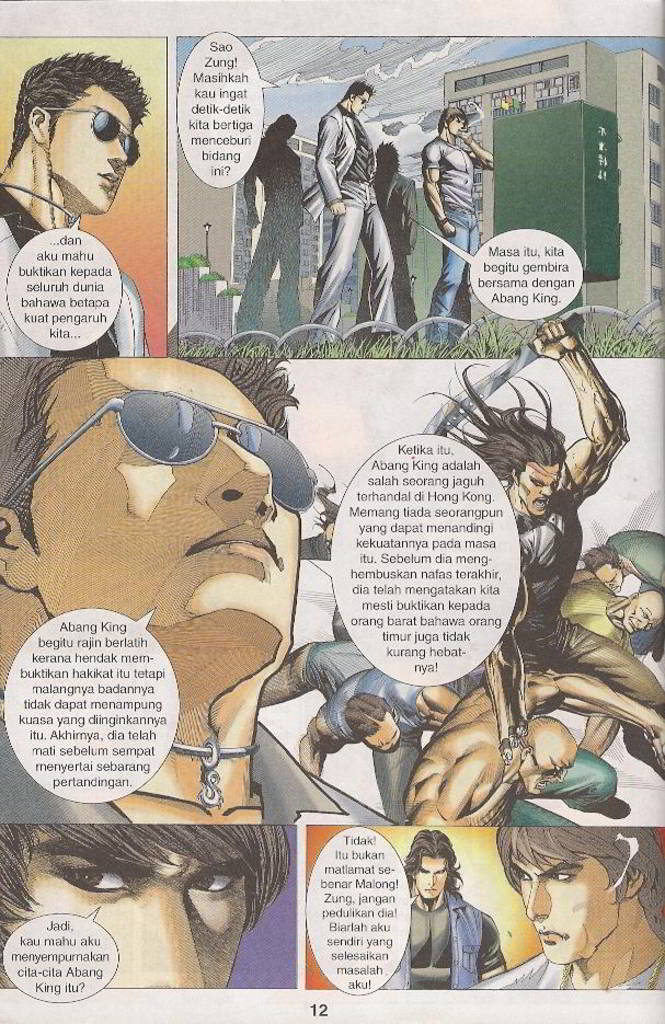 ...dan
aku mahu
buktikan kepada
seluruh dunia
bahawa betapa
kuat pengaruh
kita...
Sao
Zung!
Masihkah
kau ingat
detik-detik
kita bertiga
menceburi
bidang
ini?
Masa itu, kita
begitu gembira
bersama dengan
Abang King.
Ketika itu,
Abang King adalah
salah seorang jaguh
terhandal di Hong Kong.
Memang tiada seorangpun
yang dapat menandingi
kekuatannya pada masa
itu. Sebelum dia meng-
hembuskan nafas terakhir,
dia telah mengatakan kita
mesti buktikan kepada
orang barat bahawa orang
timur juga tidak
kurang hebat-
nya!
Abang King
begitu rajin berlatih
kerana hendak mem-
buktikan hakikat itu tetapi
malangnya badannya
tidak dapat menampung
kuasa yang diinginkannya
itu. Akhirnya, dia telah
mati sebelum sempat
menyertai sebarang
pertandingan.
Jadi,
kau mahu aku
menyempurnakan
cita-cita Abang
King itu?
Tidak!
Itu bukan
matlamat se-
benar Malong!
Zung, jangan
pedulikan dia!
Biarlah aku
sendiri yang
selesaikan
masalah
aku!
12